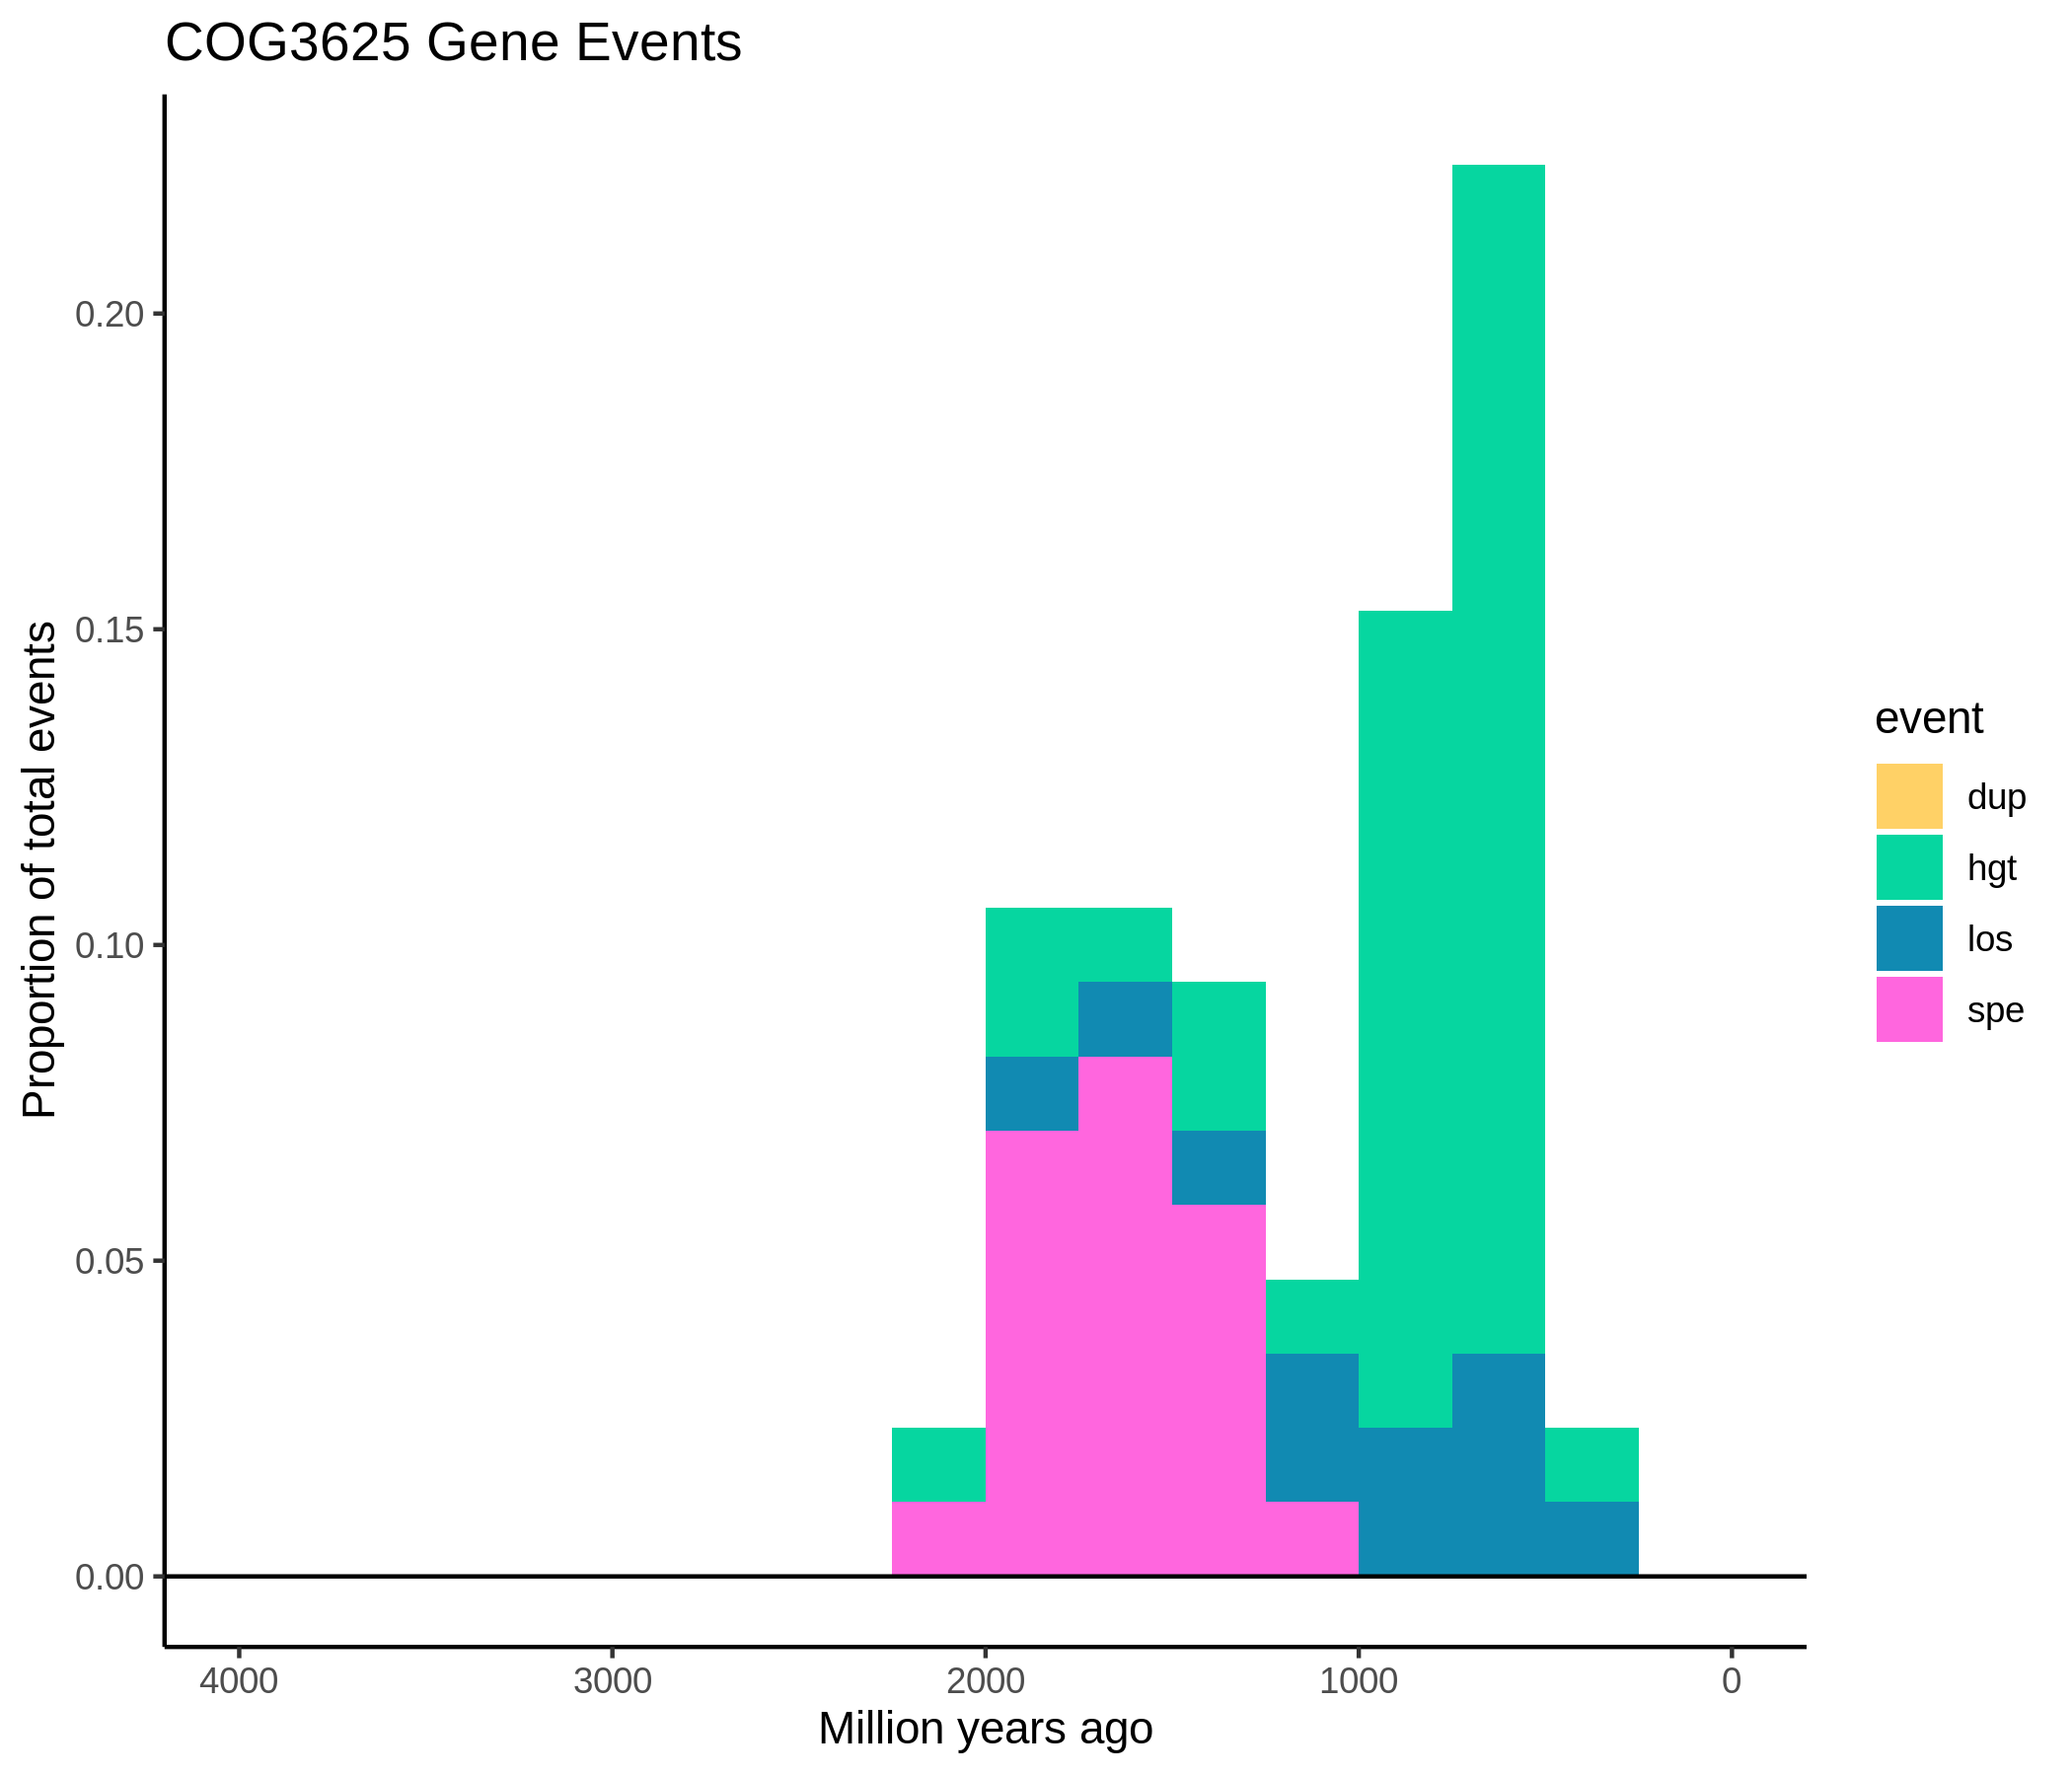 COG3625 Gene Events
Proportion of total events
0.20
0.15
0.10
0.05
0.00
4000 3000 2000 1000 0
Million years ago
event
dup
hgt
los
spe